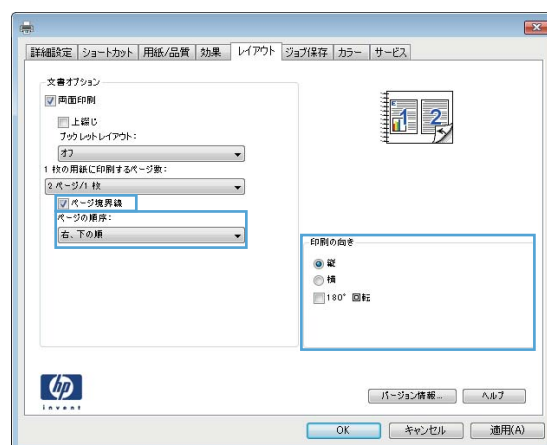 詳細設定 ショートカット 用紙/品質 効果 レイアウト ジョブ保存 カラー サービス
文書オプション
両面印刷
上綴じ
ブックレットレイアウト:
オフ
1 枚の用紙に印刷するページ数:
2 ページ/1 枚
ページ境界線
ページの順序:
右、下の順
1 2
印刷の向き
縦
横
180° 回転
hp
invent
バージョン情報... ヘルプ
OK キャンセル 適用(A)